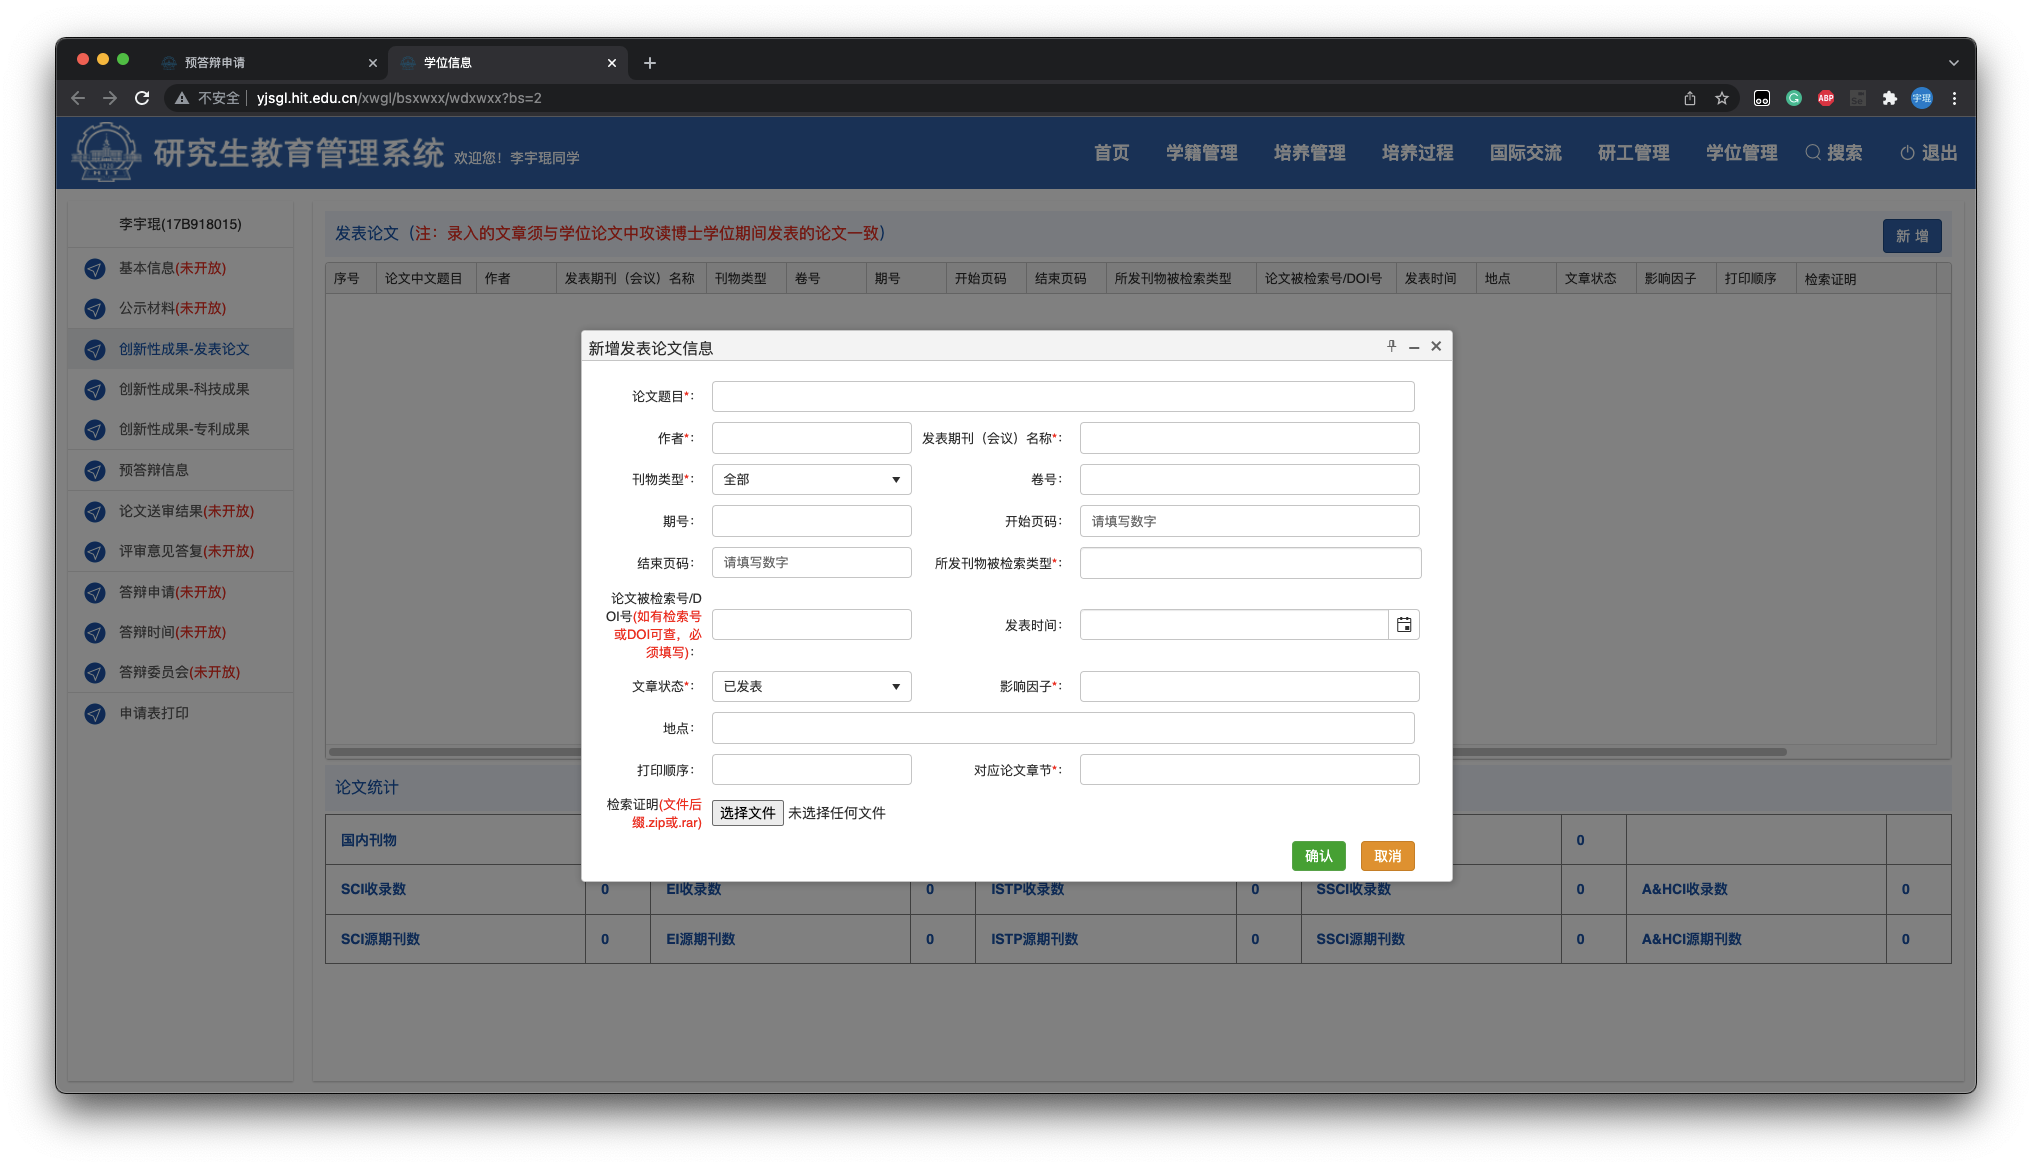 预答辩申请
学位信息
不安全 yjsgl.hit.edu.cn/xwgl/bsxwxx/wdxwxx?bs=2
ABP
宇琨
研究生教育管理系统 欢迎您！李宇琨同学
首页 学籍管理 培养管理 培养过程 国际交流 研工管理 学位管理 搜索 退出
HIT
李宇琨(17B918015)
基本信息(未开放)
公示材料(未开放)
创新性成果-发表论文
创新性成果-科技成果
创新性成果-专利成果
预答辩信息
论文送审结果(未开放)
评审意见答复(未开放)
答辩申请(未开放)
答辩时间(未开放)
答辩委员会(未开放)
申请表打印
发表论文（注：录入的文章须与学位论文中攻读博士学位期间发表的论文一致）
新 增
序号 论文中文题目 作者 发表期刊（会议）名称 刊物类型 卷号 期号 开始页码 结束页码 所发刊物被检索类型 论文被检索号/DOI号 发表时间 地点 文章状态 影响因子 打印顺序 检索证明
新增发表论文信息
论文题目*：
作者*： 发表期刊（会议）名称*：
刊物类型*： 全部 卷号：
期号： 开始页码： 请填写数字
结束页码： 请填写数字 所发刊物被检索类型*：
论文被检索号/D
OI号(如有检索号
或DOI可查，必
须填写)：
发表时间：
文章状态*： 已发表 影响因子*：
地点：
打印顺序： 对应论文章节*：
检索证明(文件后
缀.zip或.rar)
选择文件 未选择任何文件
确认 取消
论文统计
国内刊物 0
SCI收录数 0 EI收录数 0 ISTP收录数 0 SSCI收录数 0 A&HCI收录数 0
SCI源期刊数 0 EI源期刊数 0 ISTP源期刊数 0 SSCI源期刊数 0 A&HCI源期刊数 0